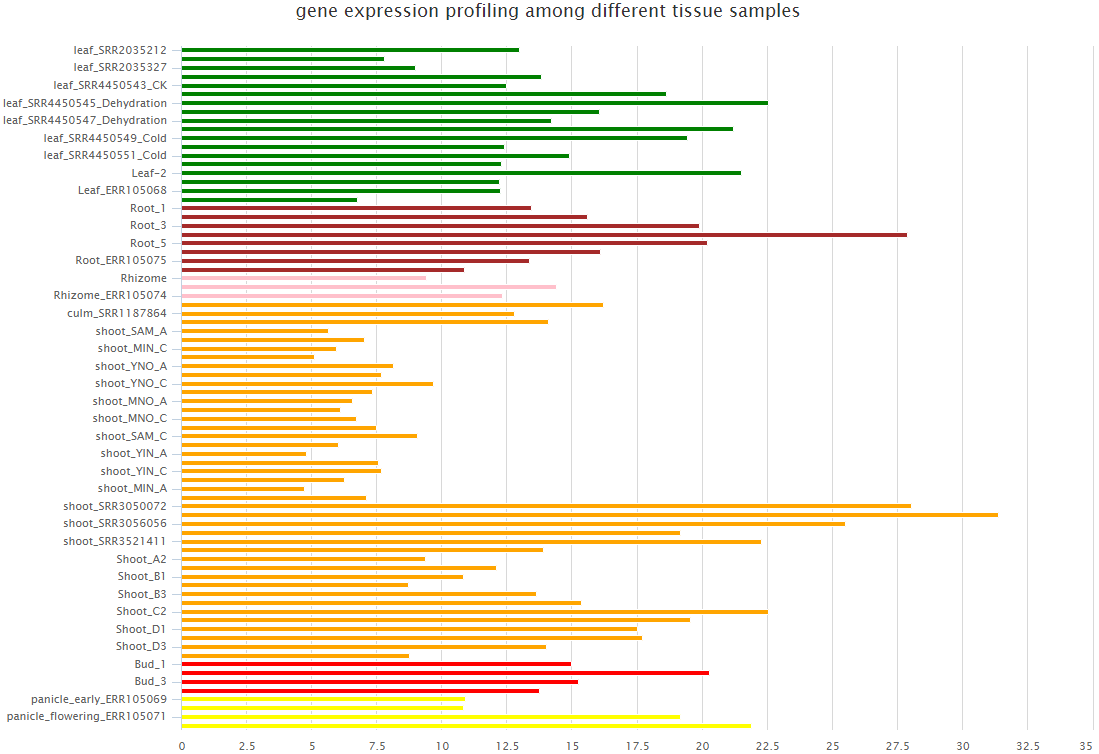 gene expression profiling among different tissue samples
leaf_SRR2035212
leaf_SRR2035327
leaf_SRR4450543_CK
leaf_SRR4450545_Dehydration
leaf_SRR4450547_Dehydration
leaf_SRR4450549_Cold
leaf_SRR4450551_Cold
Leaf-2
Leaf_ERR105068
Root_1
Root_3
Root_5
Root_ERR105075
Rhizome
Rhizome_ERR105074
culm_SRR1187864
shoot_SAM_A
shoot_MIN_C
shoot_YNO_A
shoot_YNO_C
shoot_MNO_A
shoot_MNO_C
shoot_SAM_C
shoot_YIN_A
shoot_YIN_C
shoot_MIN_A
shoot_SRR3050072
shoot_SRR3056056
shoot_SRR3521411
Shoot_A2
Shoot_B1
Shoot_B3
Shoot_C2
Shoot_D1
Shoot_D3
Bud_1
Bud_3
panicle_early_ERR105069
panicle_flowering_ERR105071
0 2.5 5 7.5 10 12.5 15 17.5 20 22.5 25 27.5 30 32.5 35